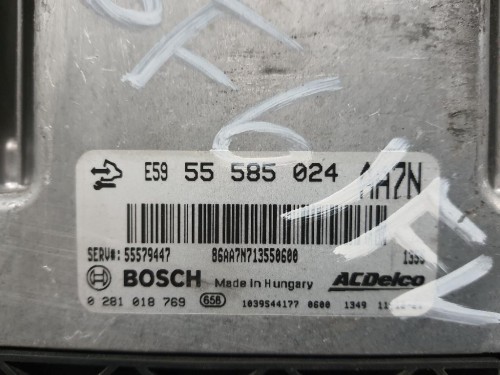 E59 55 585 024 AA7N
SERV#: 55579447 86AA7N713550600
BOSCH Made in Hungary ACDelco
0 281 018 769 658 1039544177 0600 1349